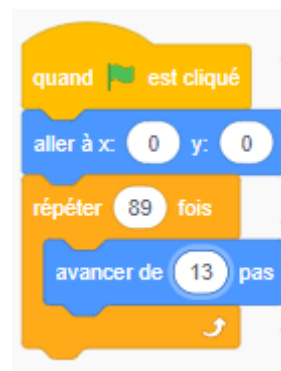 quand est cliqué
aller à x: 0 y: 0
répéter 89 fois
avancer de 13 pas